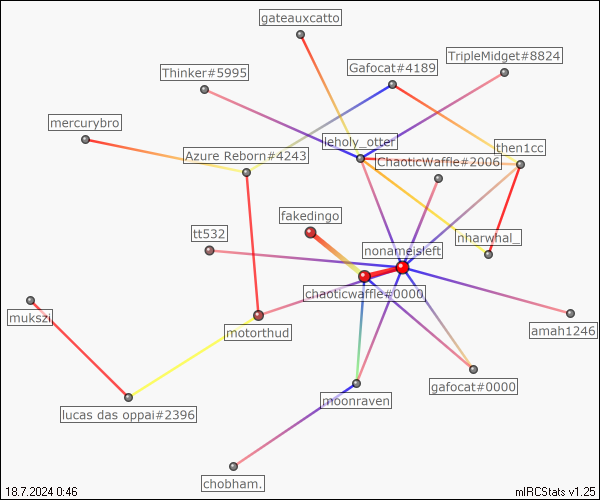 gateauxcatto
TripleMidget#8824
Gafocat#4189
Thinker#5995
mercurybro
leholy_otter
then1cc
Azure Reborn#4243
ChaoticWaffle#2006
fakedingo
tt532
nharwhal_
nonameisleft
chaoticwaffle#0000
mukszi
motorthud
amah1246
gafocat#0000
moonraven
lucas das oppai#2396
chobham.
18.7.2024 0:46
mIRCStats v1.25